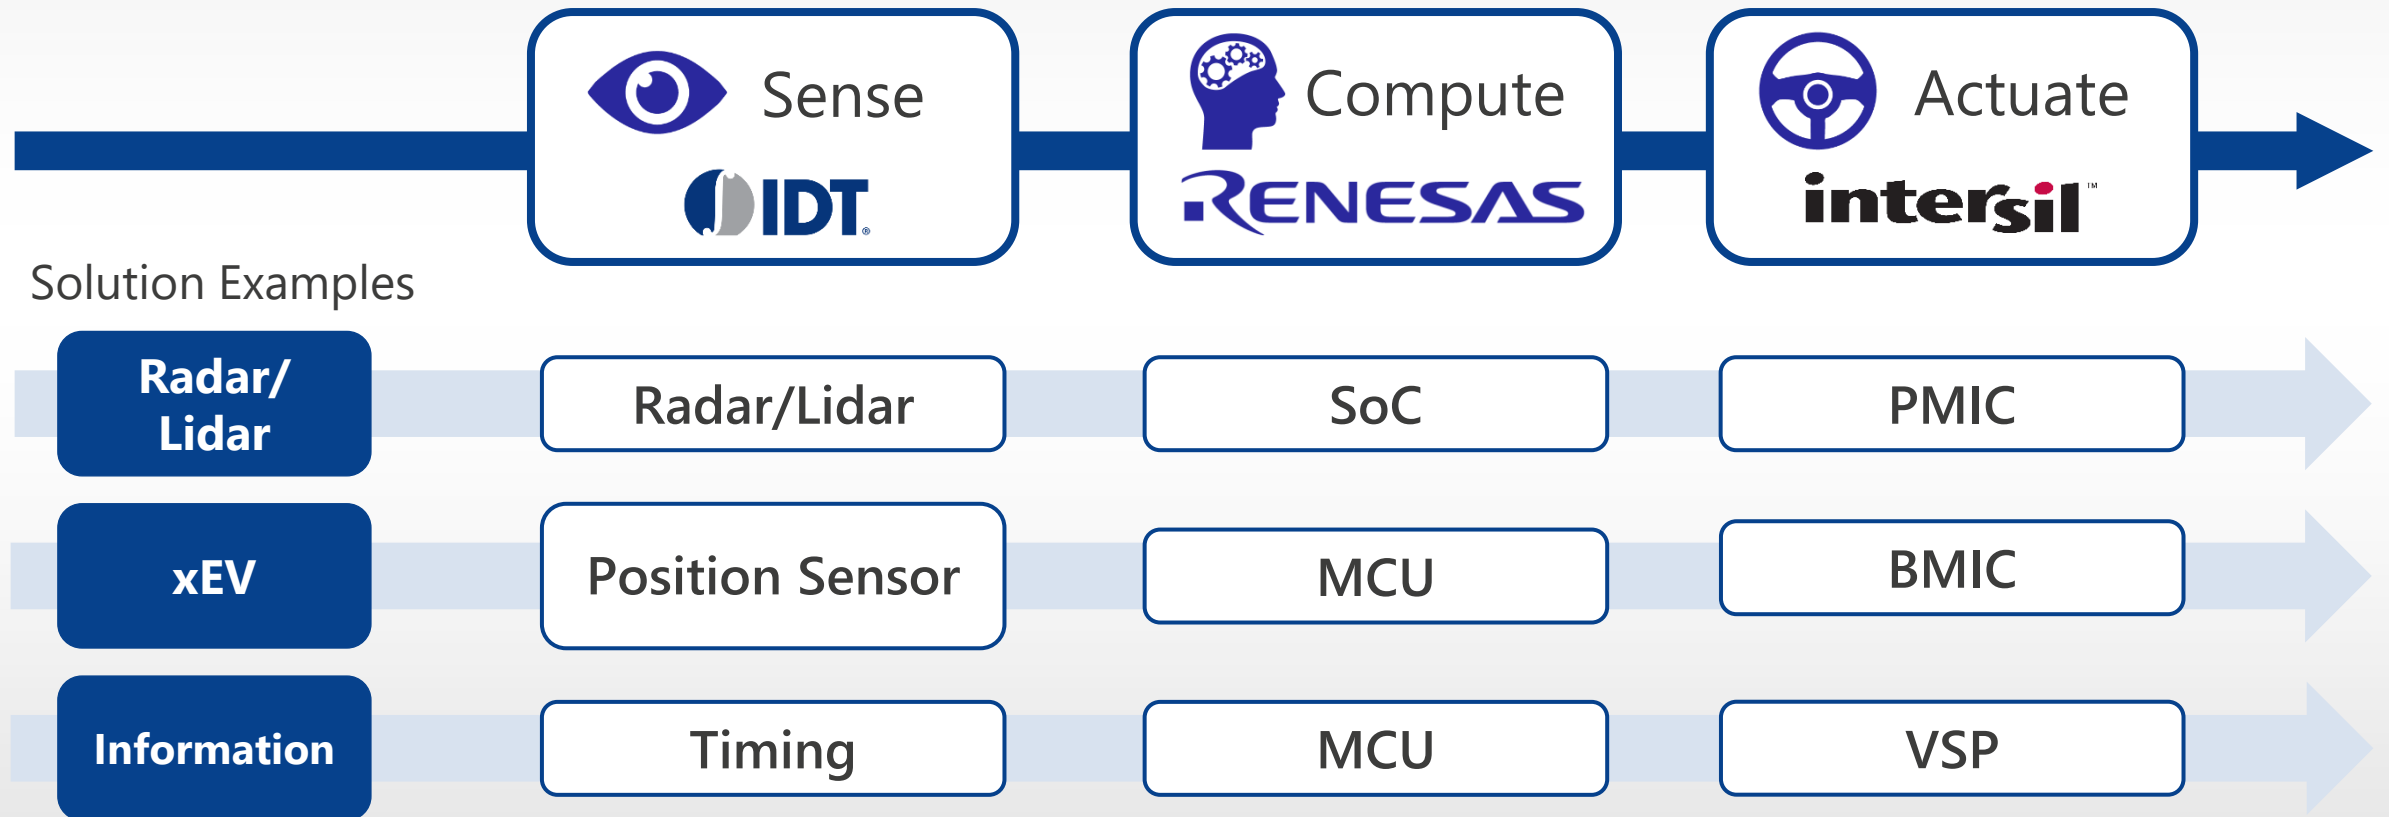 Sense
IDT®
Compute
RENESAS
Actuate
intersil™
Solution Examples
Radar/
Lidar
Radar/Lidar
SoC
PMIC
xEV
Position Sensor
MCU
BMIC
Information
Timing
MCU
VSP